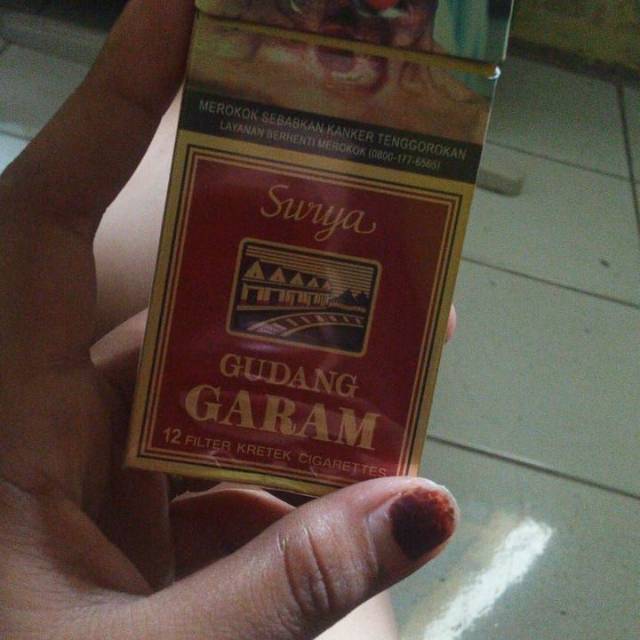 MEROKOK SEBABKAN KANKER TENGGOROKAN
LAYANAN BERHENTI MEROKOK (0800-177-6565)
Surya
GUDANG
GARAM
12 FILTER KRETEK CIGARETTES